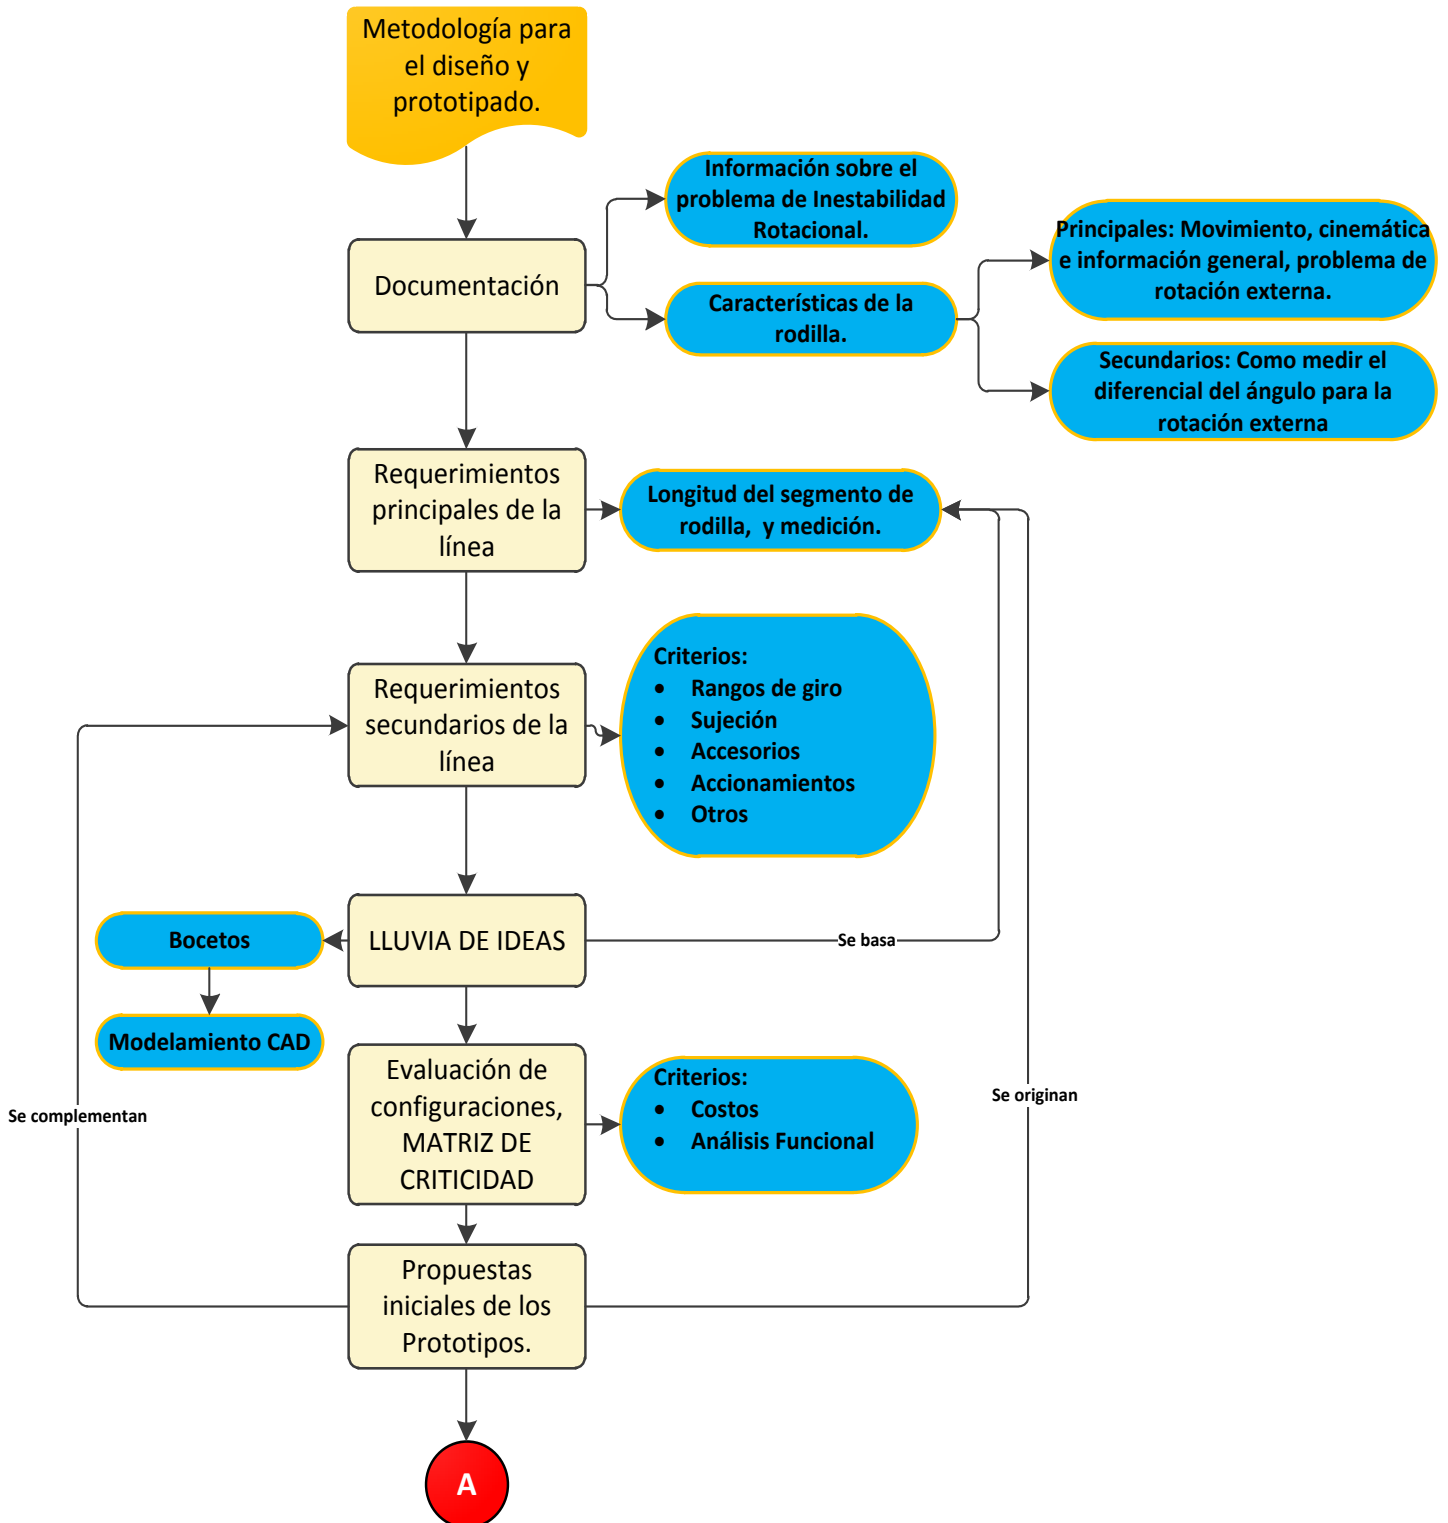 Metodología para
el diseño y
prototipado.
Información sobre el
problema de Inestabilidad
Rotacional.
Documentación
Principales: Movimiento, cinemática
e información general, problema de
rotación externa.
Característícas de la
rodilla.
Secundarios: Como medir el
diferencial del ángulo para la
rotación externa
Requerimientos
principales de la
línea
Longitud del segmento de
rodilla,  y medición.
Requerimientos
secundarios de la
línea
Criterios:
• Rangos de giro
• Sujeción
• Accesorios
• Accionamientos
• Otros
Bocetos
LLUVIA DE IDEAS
Se basa
Modelamiento CAD
Evaluación de
configuraciones,
MATRIZ DE
CRITICIDAD
Criterios:
• Costos
• Análisis Funcional
Se originan
Se complementan
Propuestas
iniciales de los
Prototipos.
A